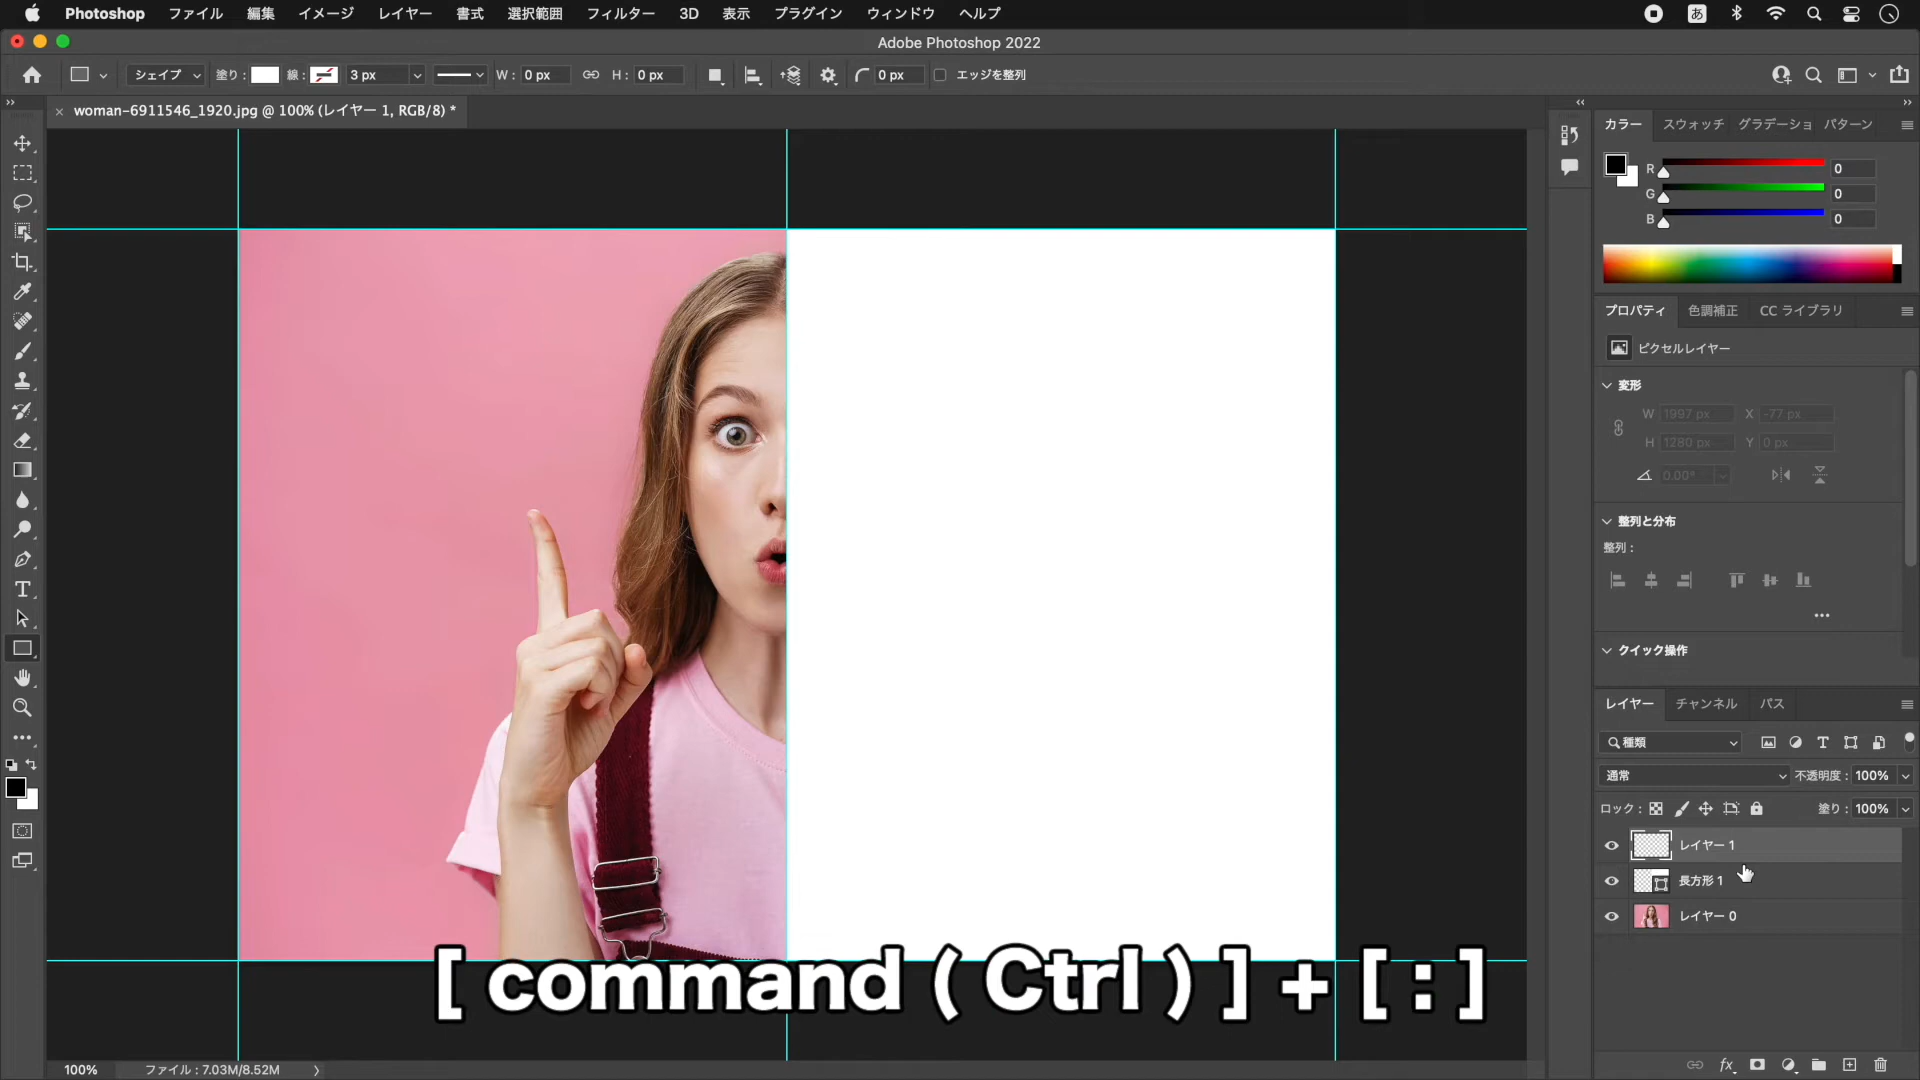 Photoshop ファイル 編集 イメージ レイヤー 書式 選択範囲 フィルター 3D 表示 プラグイン ウィンドウ ヘルプ あ
Adobe Photoshop 2022
シェイプ 塗り : 線 : 3 px W : 0 px H : 0 px 0 px エッジを整列
woman-6911546_1920.jpg @ 100% (レイヤー 1, RGB/8) *
カラー スウォッチ グラデーショ パターン
R 0
G 0
B 0
プロパティ 色調補正 CC ライブラリ
ピクセルレイヤー
変形
W 1997 px X -77 px
H 1280 px Y 0 px
0.00°
整列と分布
整列 :
クイック操作
レイヤー チャンネル パス
種類
通常 不透明度 : 100%
ロック : 塗り : 100%
レイヤー 1
長方形 1
レイヤー 0
[ command ( Ctrl ) ] + [ : ]
100% ファイル : 7.03M/8.52M
fx